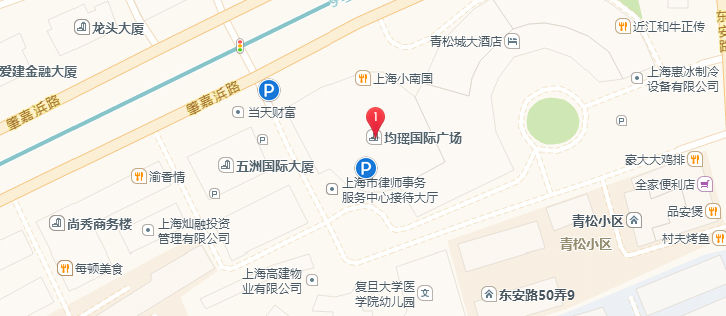 龙头大厦
爱建金融大厦
肇嘉浜路
肇嘉浜路
青松城大酒店
近江和牛正传
上海小南国
上海惠冰制冷
设备有限公司
P
当天财富
1
均瑶国际广场
P
P
P
P
五洲国际大厦
渝香情
上海市律师事务
服务中心接待大厅
豪大大鸡排
全家便利店
品安煲
村夫烤鱼
尚秀商务楼
上海灿融投资
管理有限公司
青松小区
青松小区
每顿美食
上海高建物
业有限公司
复旦大学医
学院幼儿园
文
东安路50弄9